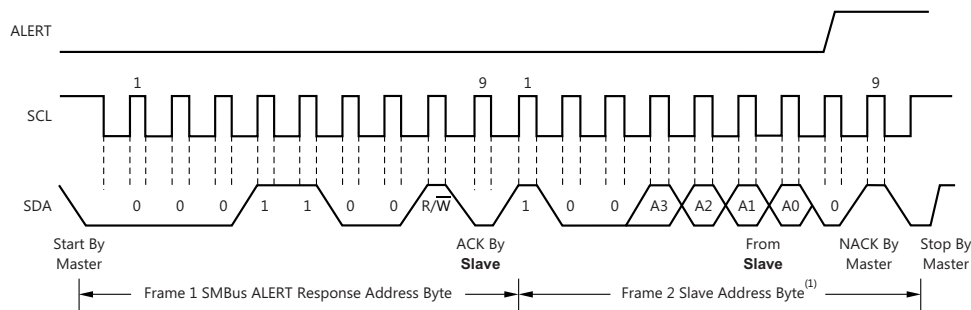 ALERT
1 9 1 9
SCL
SDA 0 0 0 1 1 0 0 R/W 1 0 0 A3 A2 A1 A0 0
Start By
Master
ACK By
Slave
From
Slave
NACK By
Master
Stop By
Master
Frame 1 SMBus ALERT Response Address Byte
Frame 2 Slave Address Byte(1)